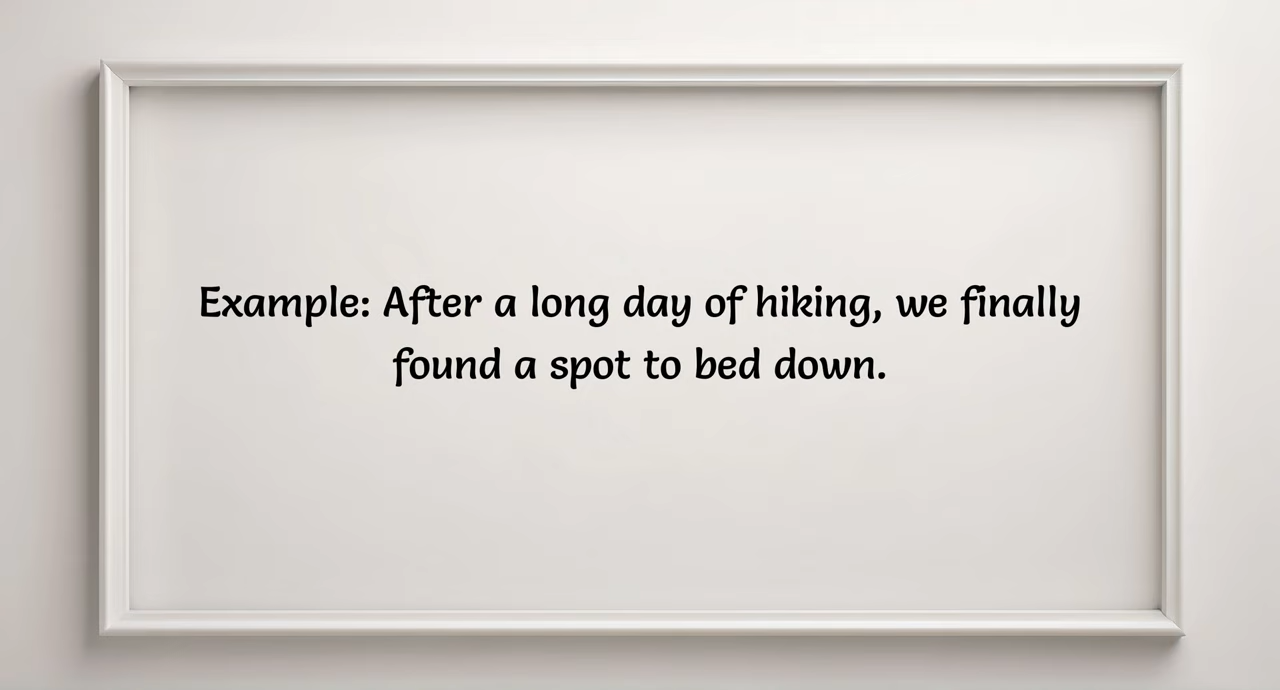 Example: After a long day of hiking, we finally
found a spot to bed down.